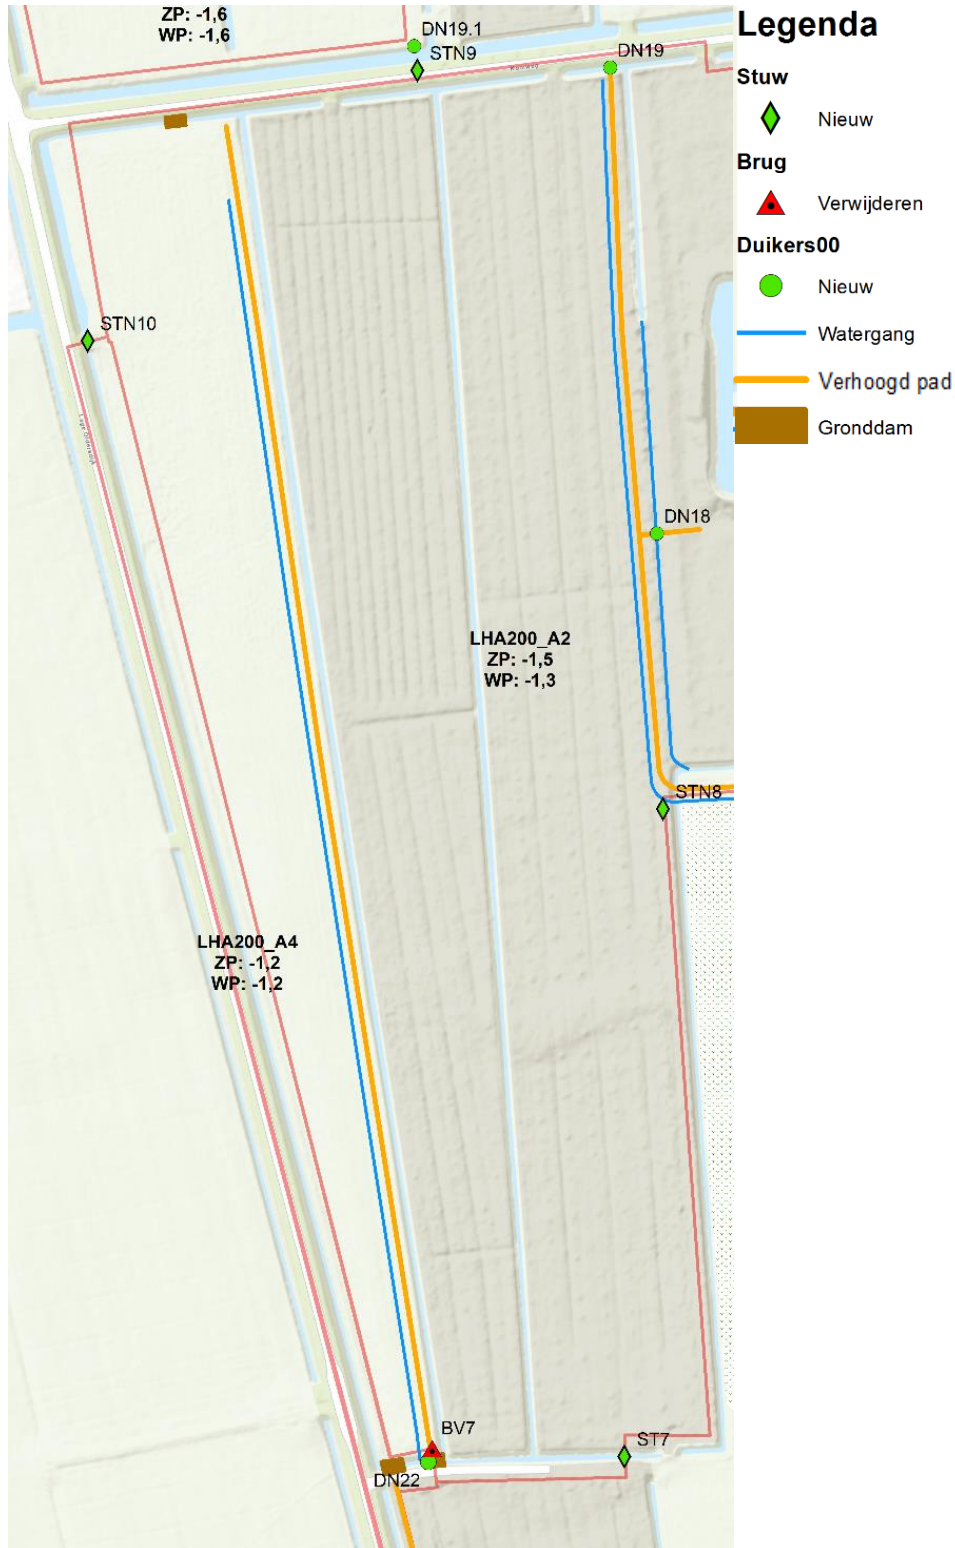 ZP: -1,6
WP: -1,6
DN19.1
STN9
DN19
STN10
DN18
LHA200_A2
ZP: -1,5
WP: -1,3
STN8
LHA200_A4
ZP: -1,2
WP: -1,2
BV7
ST7
DN22
Legenda
Stuw
Nieuw
Brug
Verwijderen
Duikers00
Nieuw
Watergang
Verhoogd pad
Gronddam